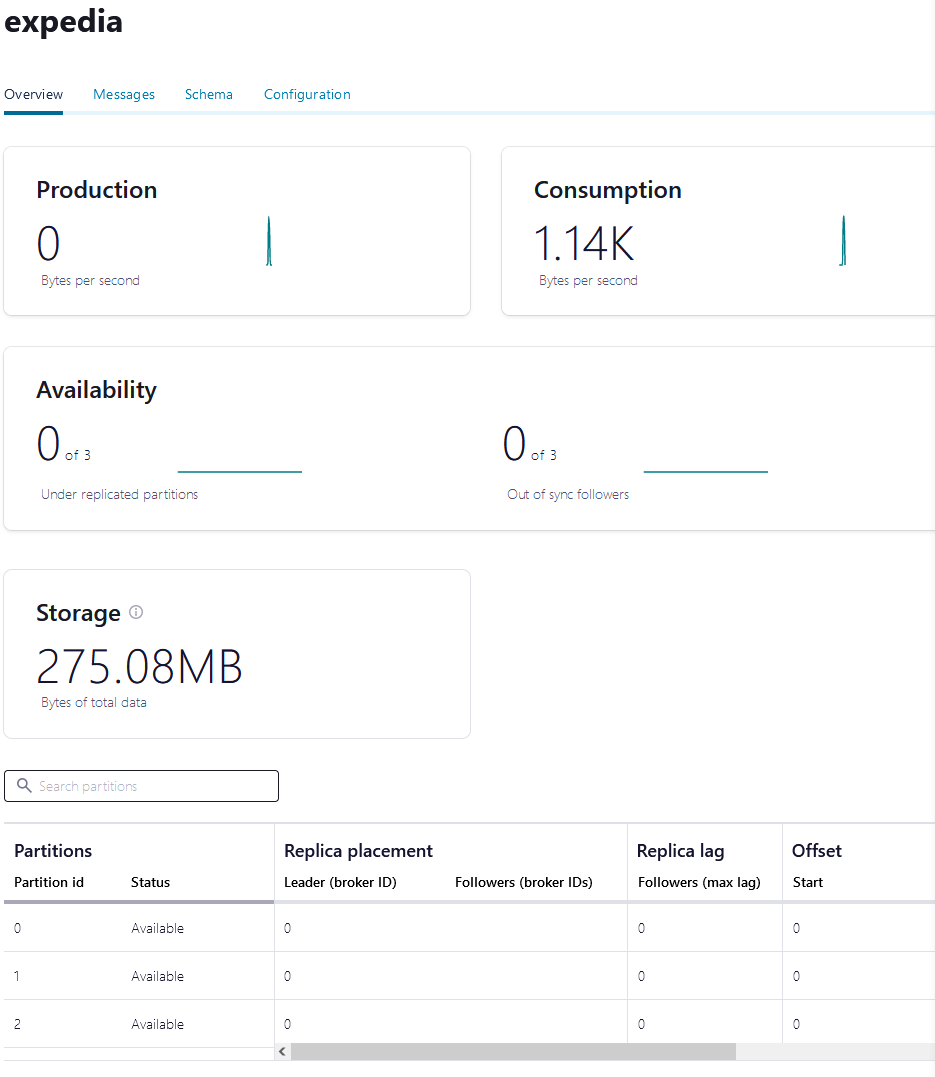 expedia
Overview Messages Schema Configuration
Production
0
Bytes per second
Consumption
1.14K
Bytes per second
Availability
0 of 3
Under replicated partitions
0 of 3
Out of sync followers
Storage
275.08MB
Bytes of total data
Search partitions
Partitions Replica placement Replica lag Offset
Partition id Status Leader (broker ID) Followers (broker IDs) Followers (max lag) Start
0 Available 0 0 0
1 Available 0 0 0
2 Available 0 0 0